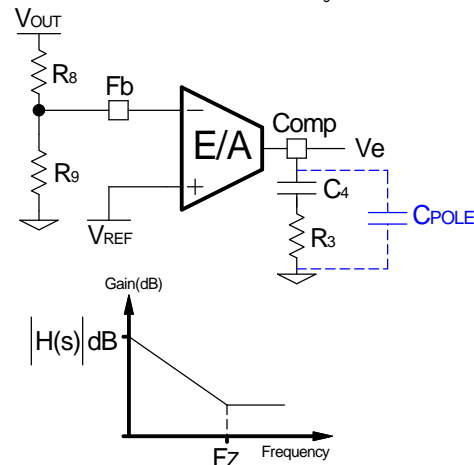 VOUT
R8
Fb
Comp
E/A
Ve
R9
C4
CPOLE
VREF
R3
Gain(dB)
|H(s)| dB
FZ
Frequency